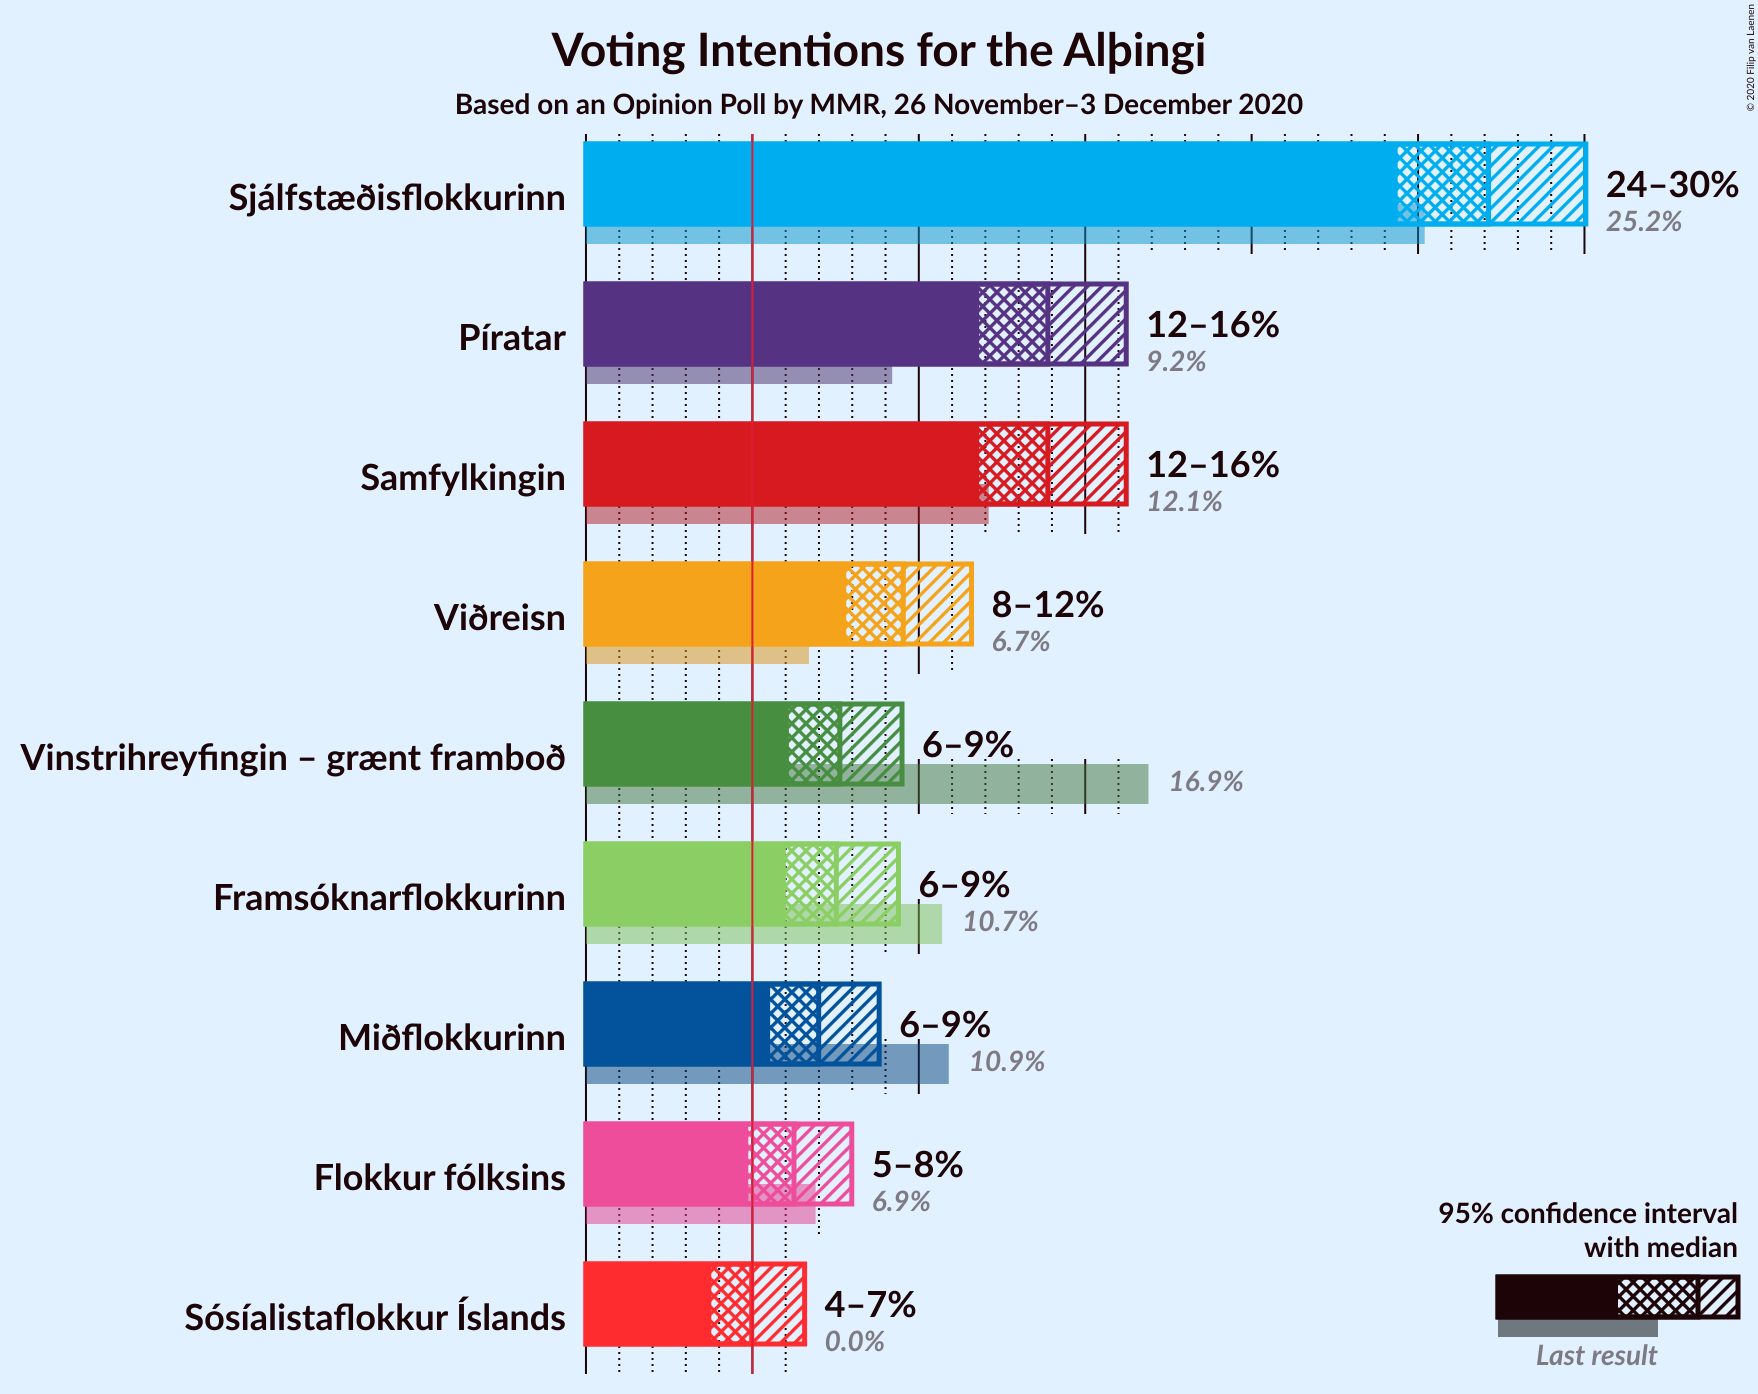 © 2020 Filip van Laenen
Voting Intentions for the Alþingi
Based on an Opinion Poll by MMR, 26 November–3 December 2020
Sjálfstæðisflokkurinn
24–30%
25.2%
Píratar
12–16%
9.2%
Samfylkingin
12–16%
12.1%
Viðreisn
8–12%
6.7%
Vinstrihreyfingin – grænt framboð
6–9%
16.9%
Framsóknarflokkurinn
6–9%
10.7%
Miðflokkurinn
6–9%
10.9%
Flokkur fólksins
5–8%
6.9%
Sósíalistaflokkur Íslands
4–7%
0.0%
95% confidence interval
with median
Last result